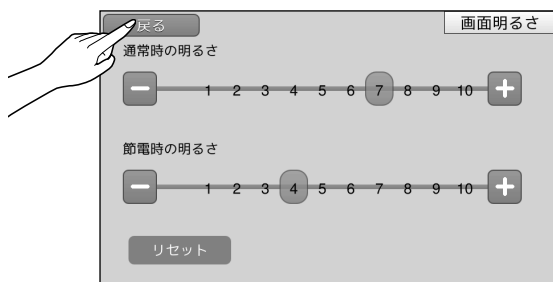 戻る
画面明るさ
通常時の明るさ
− 1 2 3 4 5 6 7 8 9 10 +
節電時の明るさ
− 1 2 3 4 5 6 7 8 9 10 +
リセット